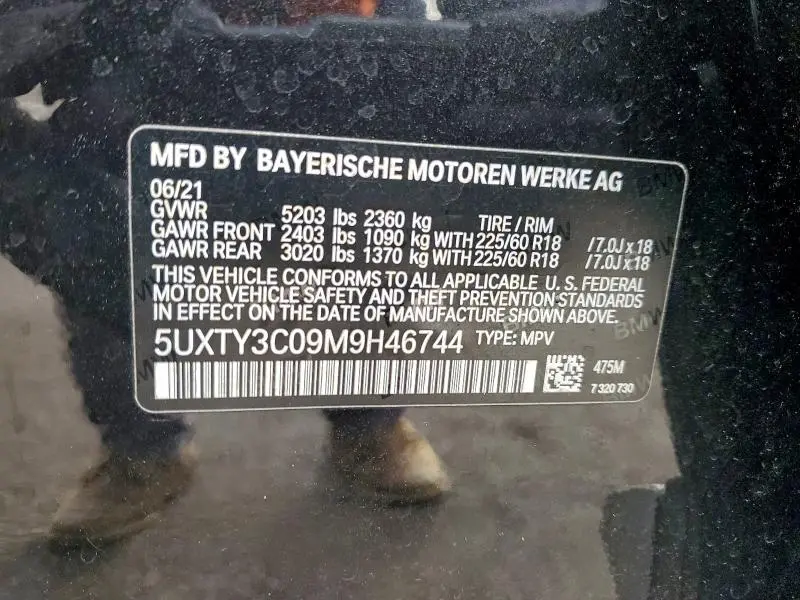 MFD BY BAYERISCHE MOTOREN WERKE AG
06/21
GVWR 5203 lbs 2360 kg TIRE / RIM
GAWR FRONT 2403 lbs 1090 kg WITH 225/60 R18 /7.0J x 18
GAWR REAR 3020 lbs 1370 kg WITH 225/60 R18 /7.0J x 18
THIS VEHICLE CONFORMS TO ALL APPLICABLE U. S. FEDERAL
MOTOR VEHICLE SAFETY AND THEFT PREVENTION STANDARDS
IN EFFECT ON THE DATE OF MANUFACTURE SHOWN ABOVE.
5UXTY3C09M9H46744 TYPE: MPV
475M
7 320 730